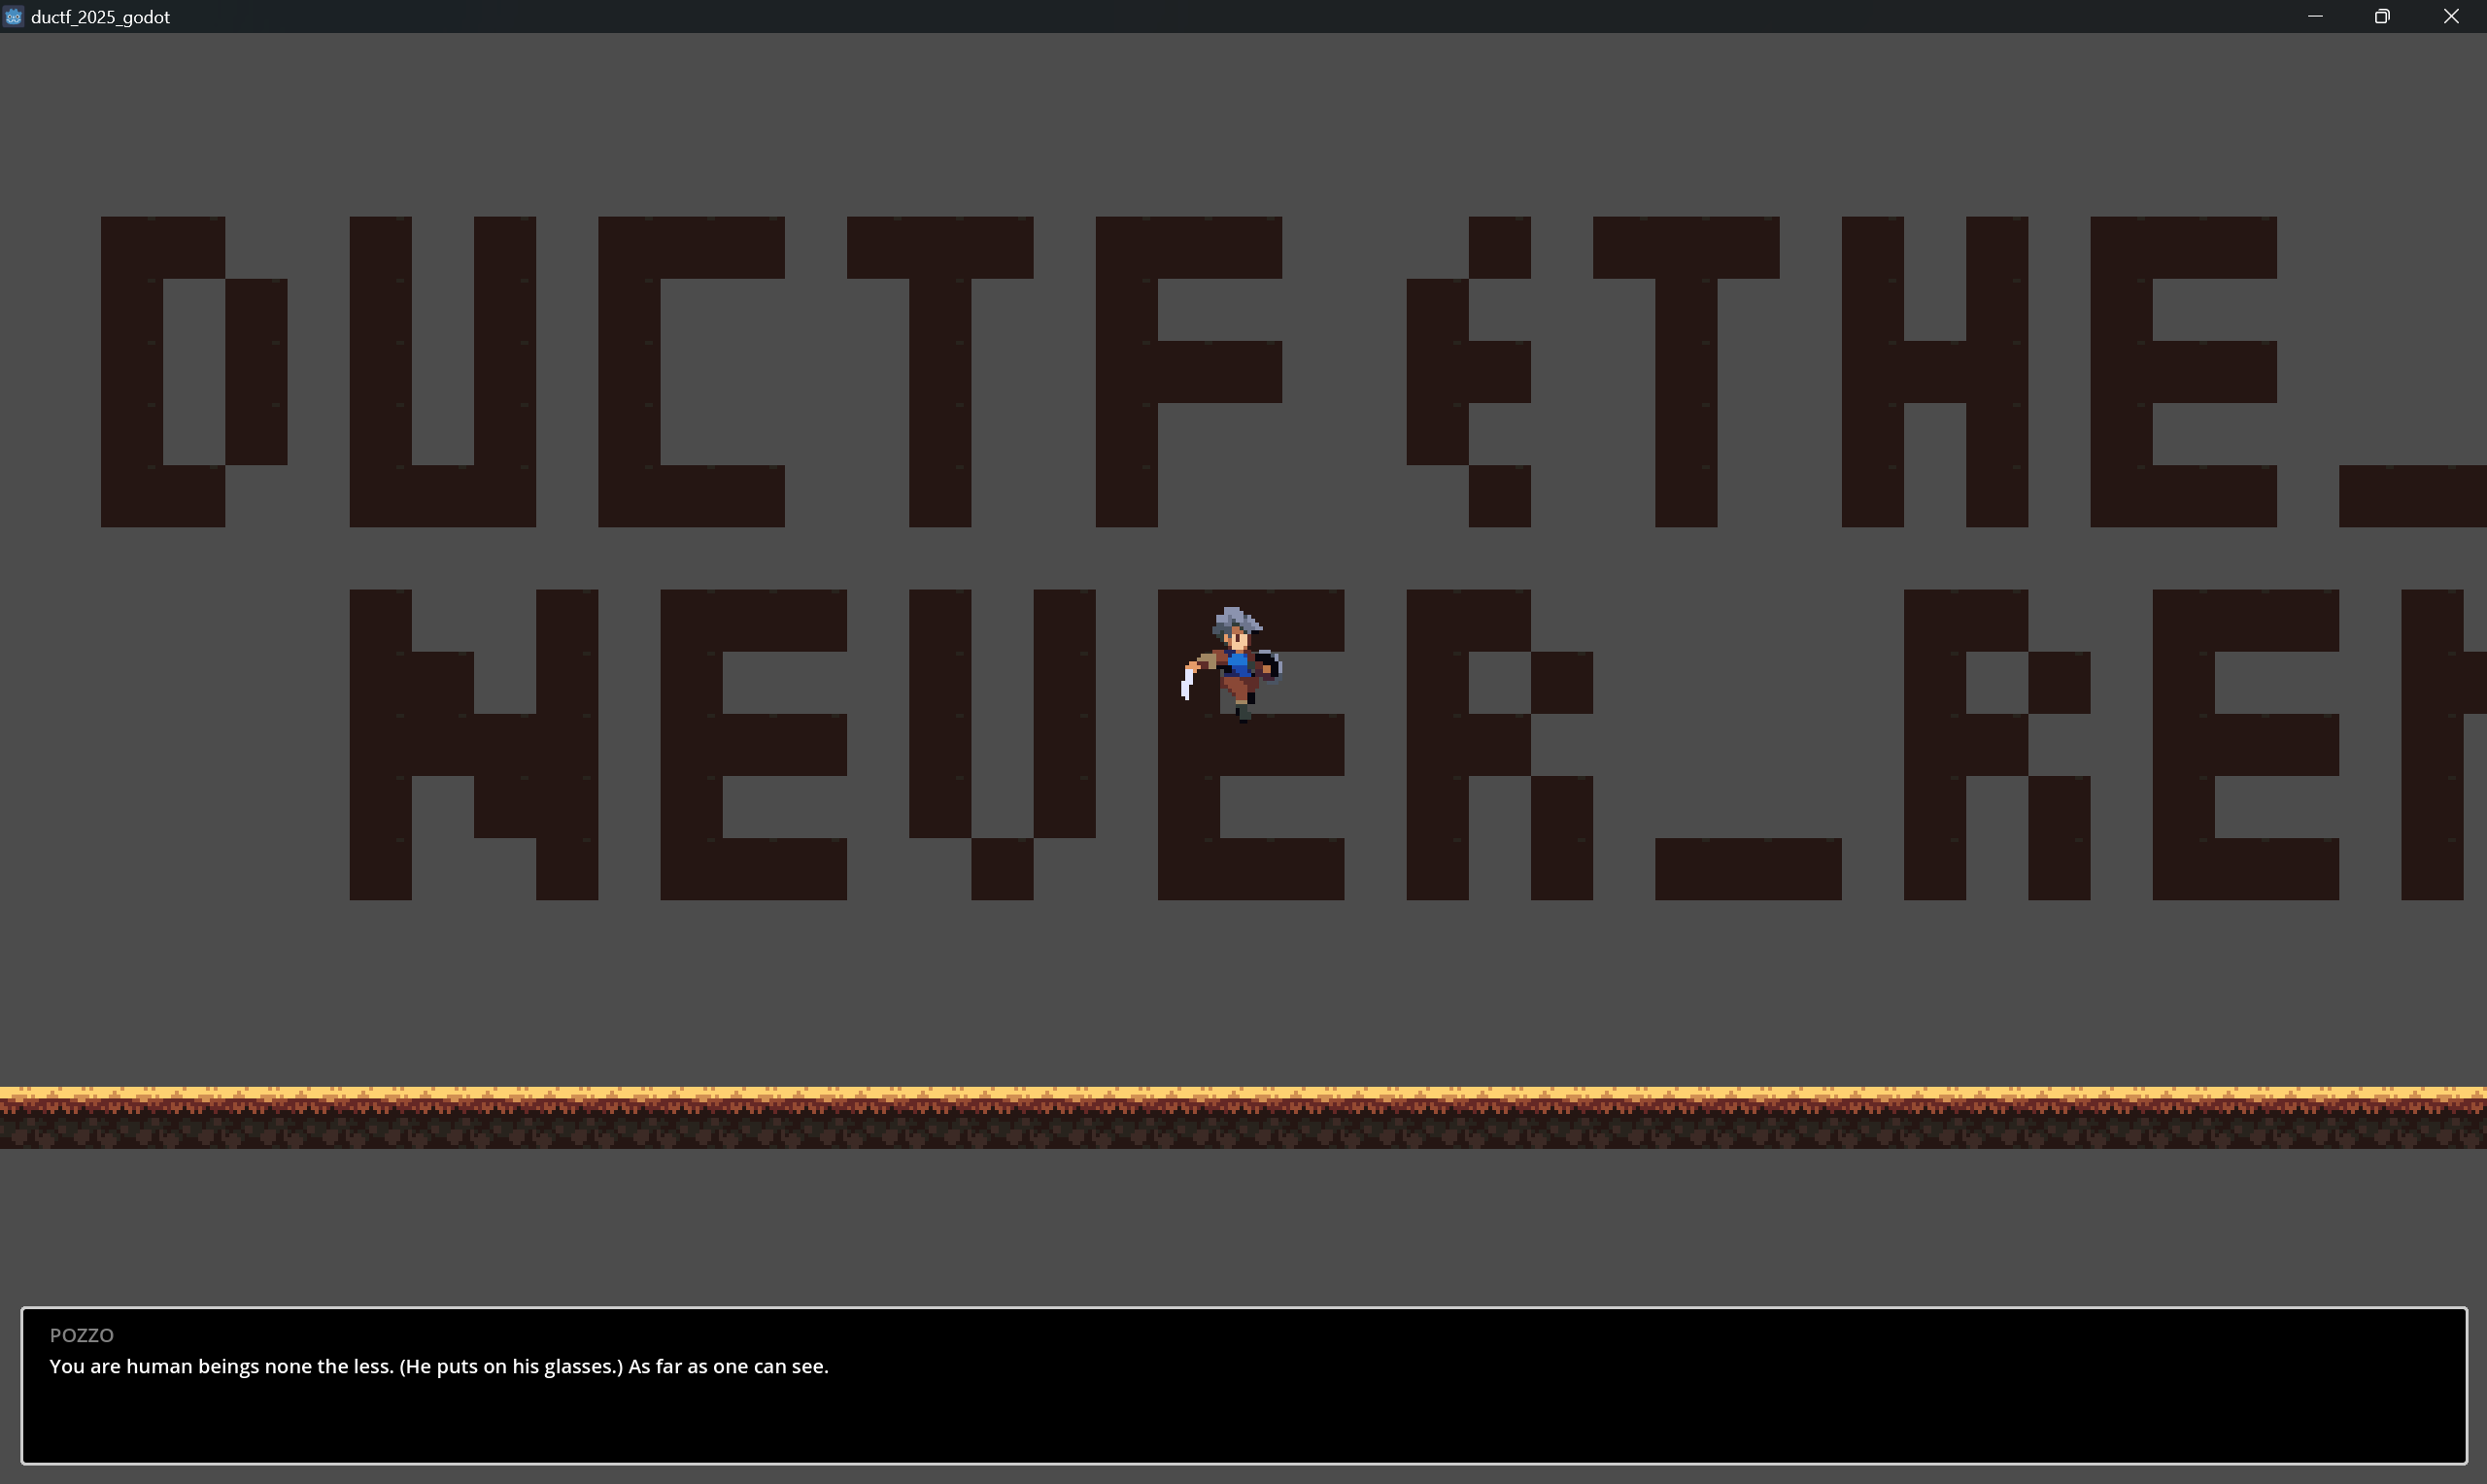 ductf_2025_godot
DUCTF{THE_
NEVER_RE
POZZO
You are human beings none the less. (He puts on his glasses.) As far as one can see.